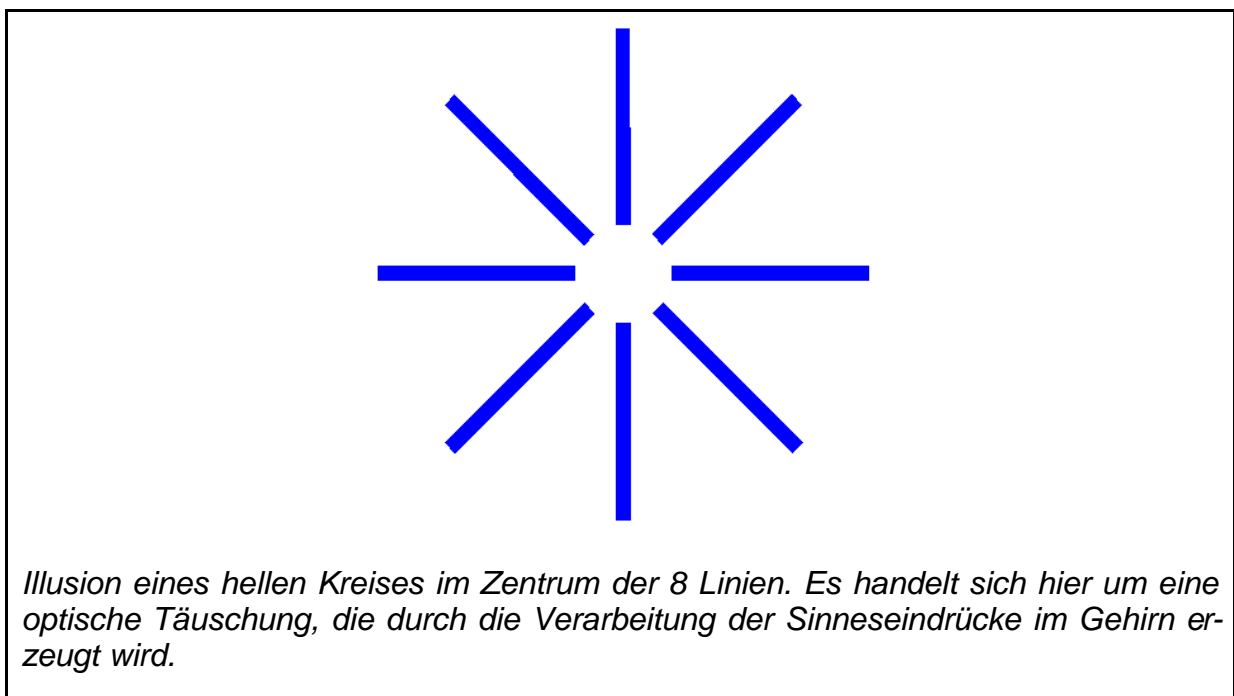 Illusion eines hellen Kreises im Zentrum der 8 Linien. Es handelt sich hier um eine
optische Täuschung, die durch die Verarbeitung der Sinneseindrücke im Gehirn er-
zeugt wird.